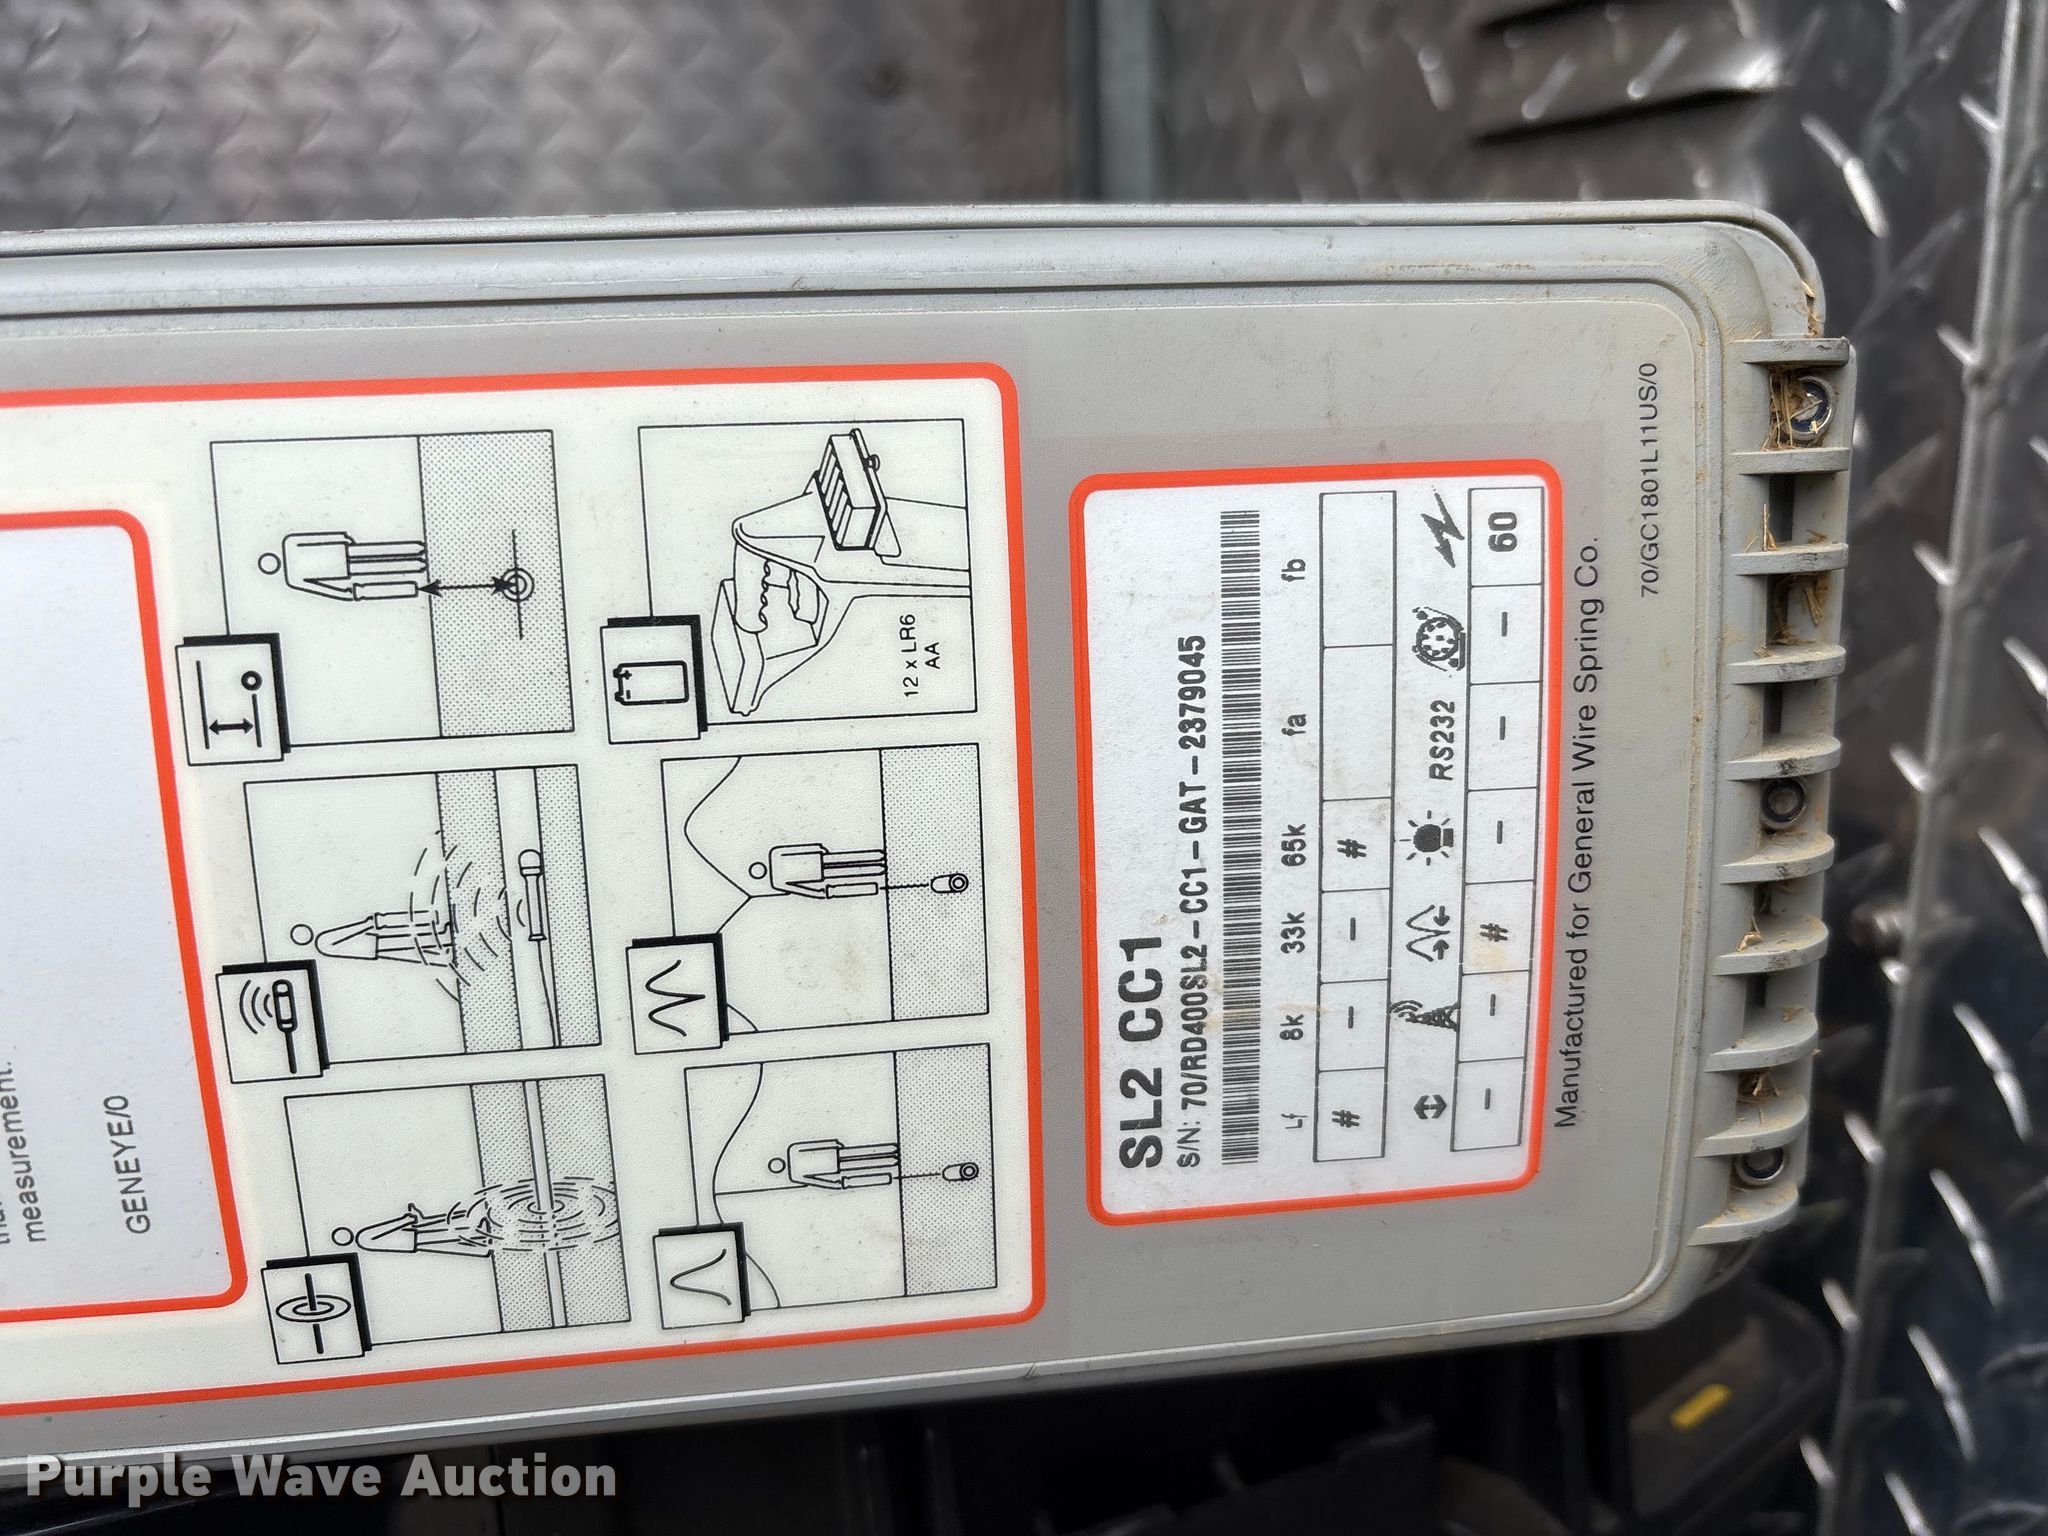 measurement.
GENEYE/0
12 x LR6
AA
SL2 CC1
S/N: 70/RD400SL2-CC1-GAT-2379045
Lf 8k 33k 65k fa fb
# - - #
RS232
- - # - - - 60
Manufactured for General Wire Spring Co.
70/GC1801L11US/0
Purple Wave Auction